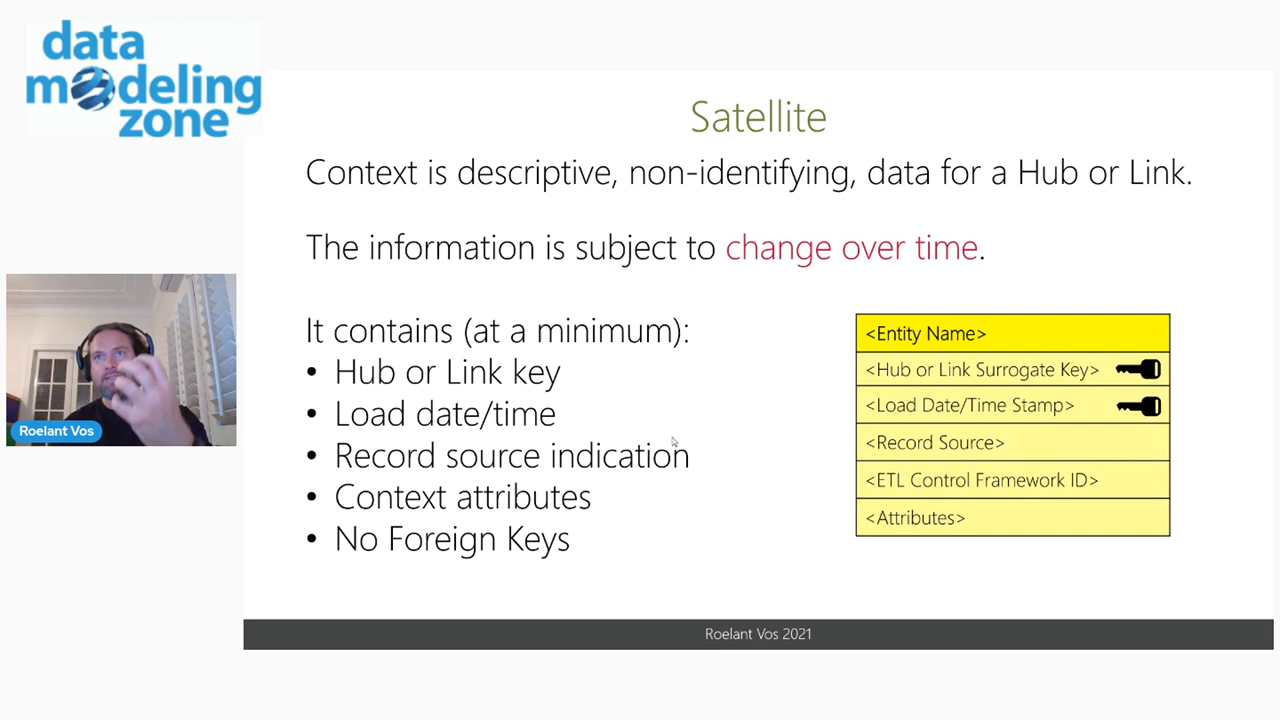 data
modeling
zone
Satellite
Context is descriptive, non-identifying, data for a Hub or Link.
The information is subject to change over time.
It contains (at a minimum):
• Hub or Link key
• Load date/time
• Record source indication
• Context attributes
• No Foreign Keys
<Entity Name>
<Hub or Link Surrogate Key>
<Load Date/Time Stamp>
<Record Source>
<ETL Control Framework ID>
<Attributes>
Roelant Vos
Roelant Vos 2021